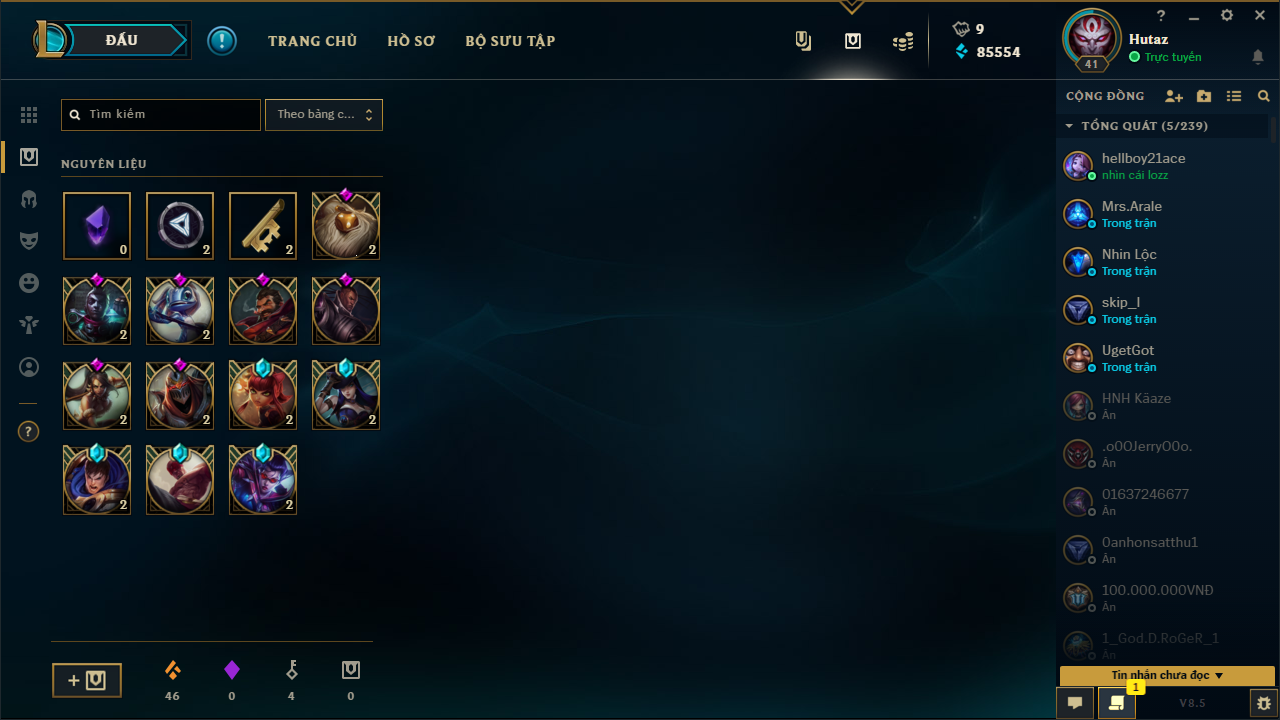 ĐẤU
TRANG CHỦ
HỒ SƠ
BỘ SƯU TẬP
9
85554
41
Hutaz
Trực tuyến
Tìm kiếm
Theo bảng c...
NGUYÊN LIỆU
0
2
2
2
2
2
2
2
2
2
2
2
2
46
0
4
0
CỘNG ĐỒNG
TỔNG QUÁT (5/239)
hellboy21ace
nhìn cái lozz
Mrs.Arale
Trong trận
Nhin Lộc
Trong trận
skip_l
Trong trận
UgetGot
Trong trận
HNH Käaze
Ẩn
.o0OJerryO0o.
Ẩn
01637246677
Ẩn
0anhonsatthu1
Ẩn
100.000.000VNĐ
Ẩn
1_God.D.RoGeR_1
Ẩn
Tin nhắn chưa đọc
1
V8.5